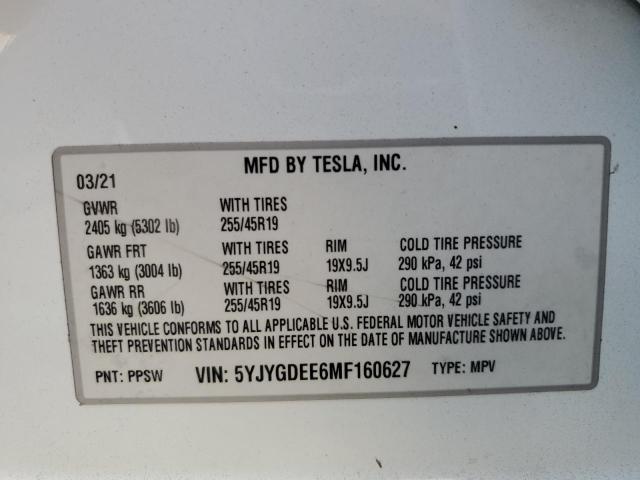 MFD BY TESLA, INC.
03/21
GVWR WITH TIRES
2405 kg (5302 lb) 255/45R19
GAWR FRT WITH TIRES RIM COLD TIRE PRESSURE
1363 kg (3004 lb) 255/45R19 19X9.5J 290 kPa, 42 psi
GAWR RR WITH TIRES RIM COLD TIRE PRESSURE
1636 kg (3606 lb) 255/45R19 19X9.5J 290 kPa, 42 psi
THIS VEHICLE CONFORMS TO ALL APPLICABLE U.S. FEDERAL MOTOR VEHICLE SAFETY AND
THEFT PREVENTION STANDARDS IN EFFECT ON THE DATE OF MANUFACTURE SHOWN ABOVE.
PNT: PPSW VIN: 5YJYGDEE6MF160627 TYPE: MPV